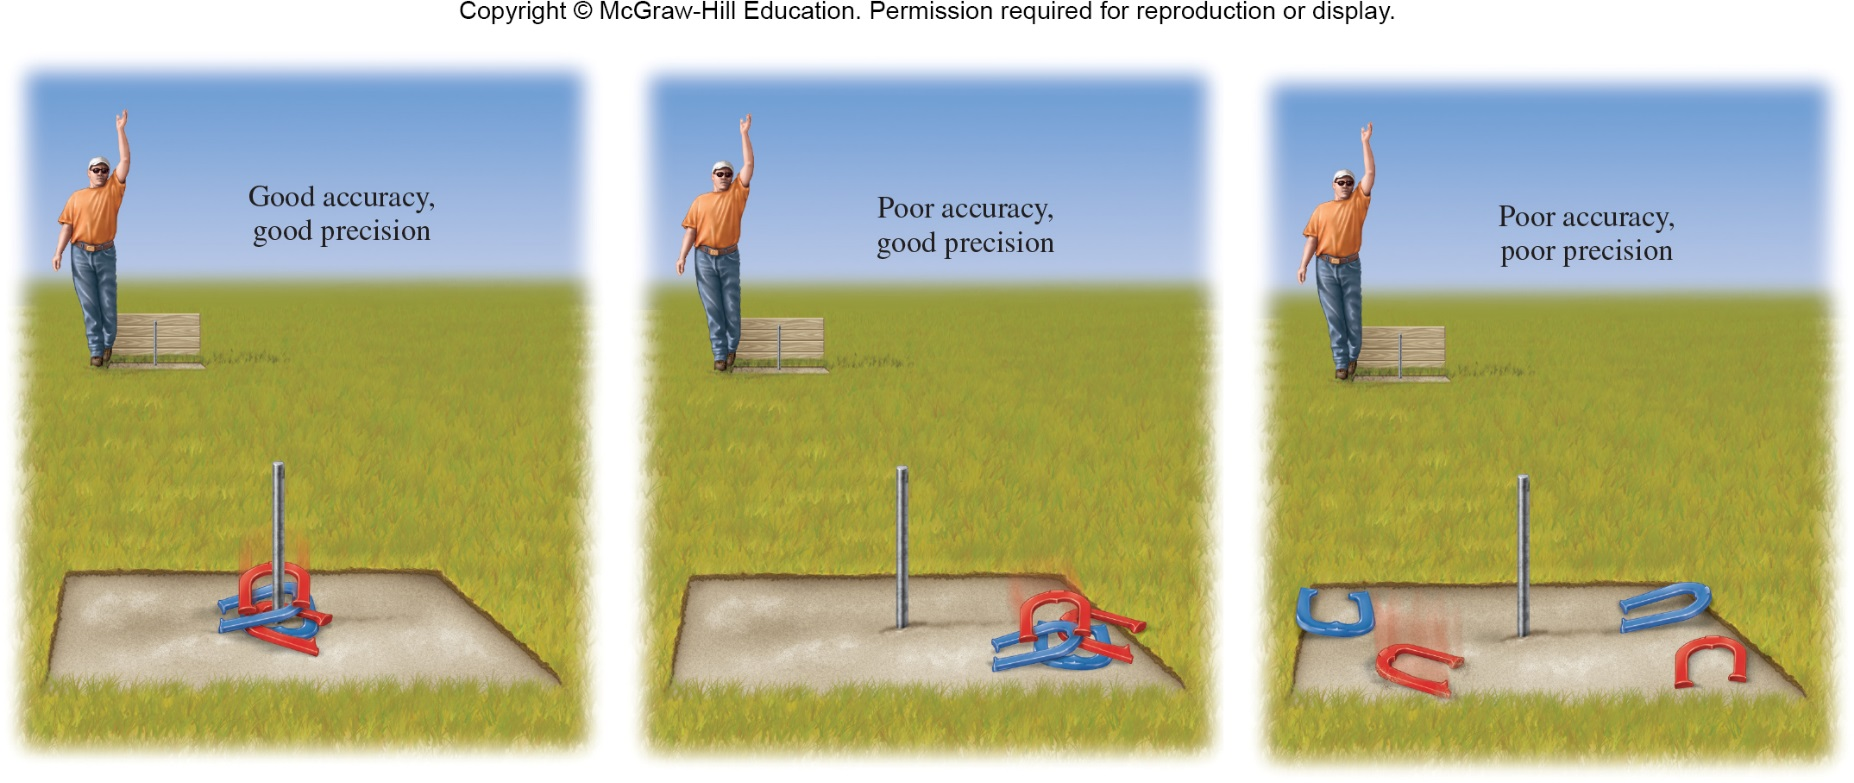 Copyright © McGraw-Hill Education. Permission required for reproduction or display.
Good accuracy,
good precision
Poor accuracy,
good precision
Poor accuracy,
poor precision